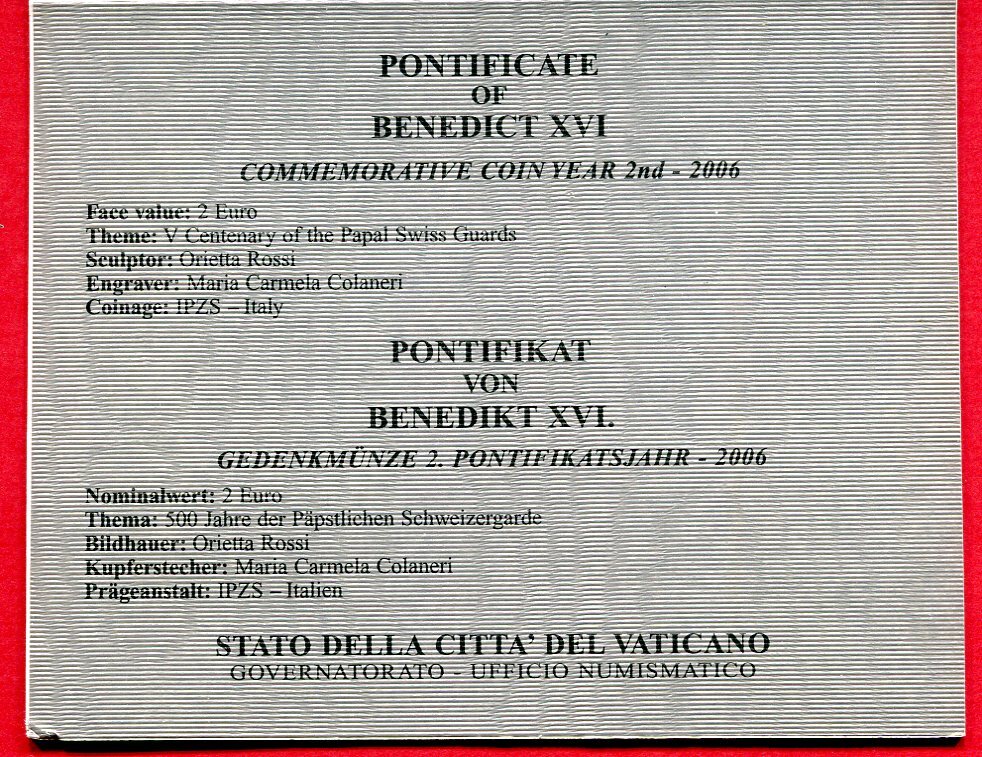 PONTIFICATE
OF
BENEDICT XVI
COMMEMORATIVE COIN YEAR 2nd - 2006
Face value: 2 Euro
Theme: V Centenary of the Papal Swiss Guards
Sculptor: Orietta Rossi
Engraver: Maria Carmela Colaneri
Coinage: IPZS – Italy
PONTIFIKAT
VON
BENEDIKT XVI.
GEDENKMÜNZE 2. PONTIFIKATSJAHR - 2006
Nominalwert: 2 Euro
Thema: 500 Jahre der Päpstlichen Schweizergarde
Bildhauer: Orietta Rossi
Kupferstecher: Maria Carmela Colaneri
Prägeanstalt: IPZS – Italien
STATO DELLA CITTA’ DEL VATICANO
GOVERNATORATO - UFFICIO NUMISMATICO